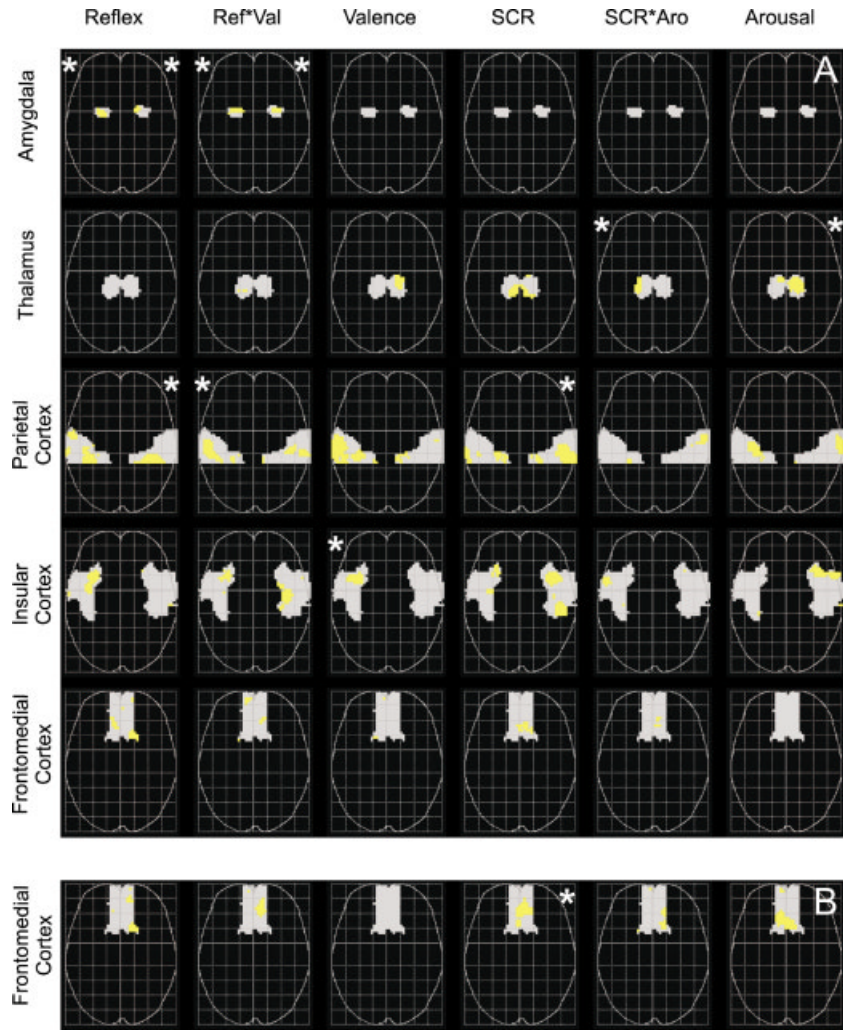 Reflex Ref*Val Valence SCR SCR*Aro Arousal
Amygdala
* * * * A
Thalamus
* *
Parietal
Cortex
* * *
Insular
Cortex
*
Frontomedial
Cortex
Frontomedial
Cortex
* B